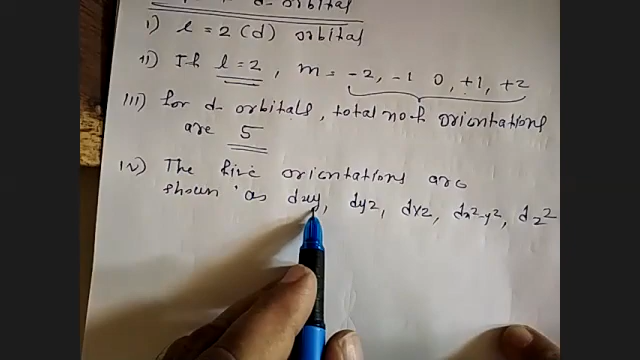 d-orbital
i) l = 2 (d) orbital
ii) If l = 2, m = -2, -1 0, +1, +2
III) for d orbitals, total no of orientations
are 5
iv) The five orientations are
shown as dxy, dyz, dxz, dx²-y², dz²